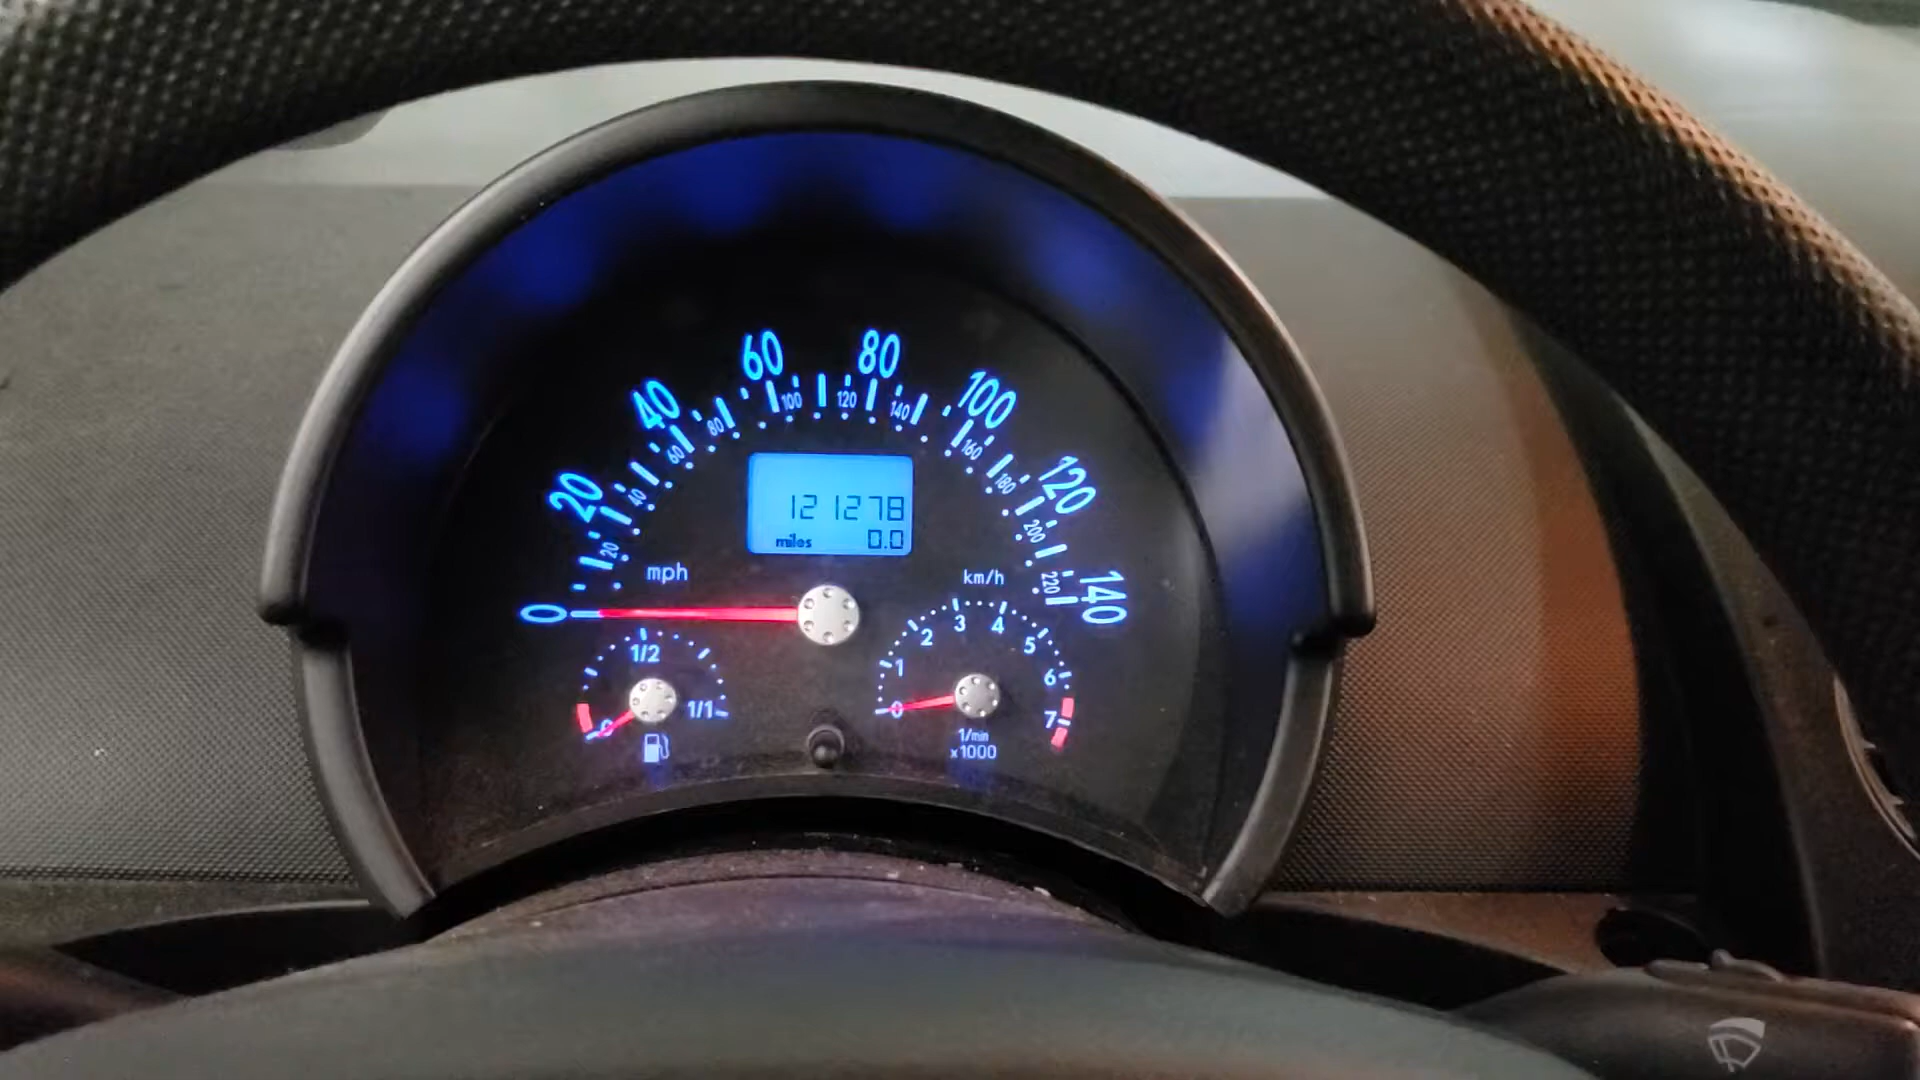 0 20 40 60 80 100 120 140
20 40 60 80 100 120 140 160 180 200 220
121278
miles 0.0
mph
km/h
0 1/2 1/1
0 1 2 3 4 5 6 7
1/min
x1000